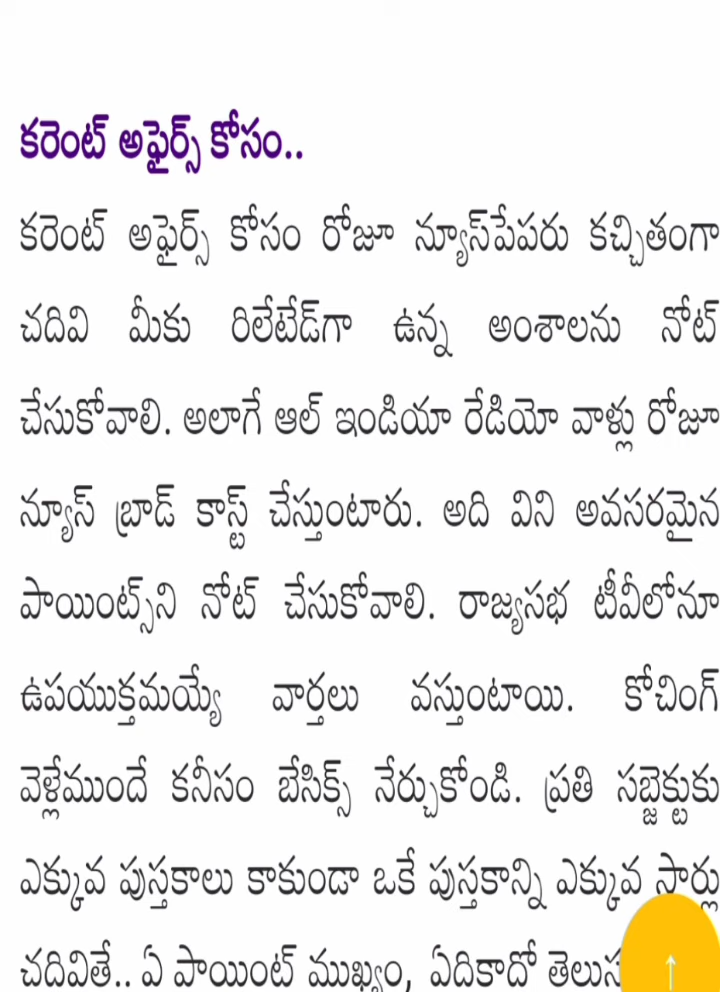 కరెంట్ అఫైర్స్ కోసం..
కరెంట్ అఫైర్స్ కోసం రోజూ న్యూస్‌పేపరు కచ్చితంగా
చదివి మీకు రిలేటేడ్‌గా ఉన్న అంశాలను నోట్
చేసుకోవాలి. అలాగే ఆల్ ఇండియా రేడియో వాళ్లు రోజూ
న్యూస్ బ్రాడ్ కాస్ట్ చేస్తుంటారు. అది విని అవసరమైన
పాయింట్స్‌ని నోట్ చేసుకోవాలి. రాజ్యసభ టీవీలోనూ
ఉపయుక్తమయ్యే వార్తలు వస్తుంటాయి. కోచింగ్
వెళ్లేముందే కనీసం బేసిక్స్ నేర్చుకోండి. ప్రతి సబ్జెక్టుకు
ఎక్కువ పుస్తకాలు కాకుండా ఒకే పుస్తకాన్ని ఎక్కువ సార్లు
చదివితే.. ఏ పాయింట్ ముఖ్యం, ఏదికాదో